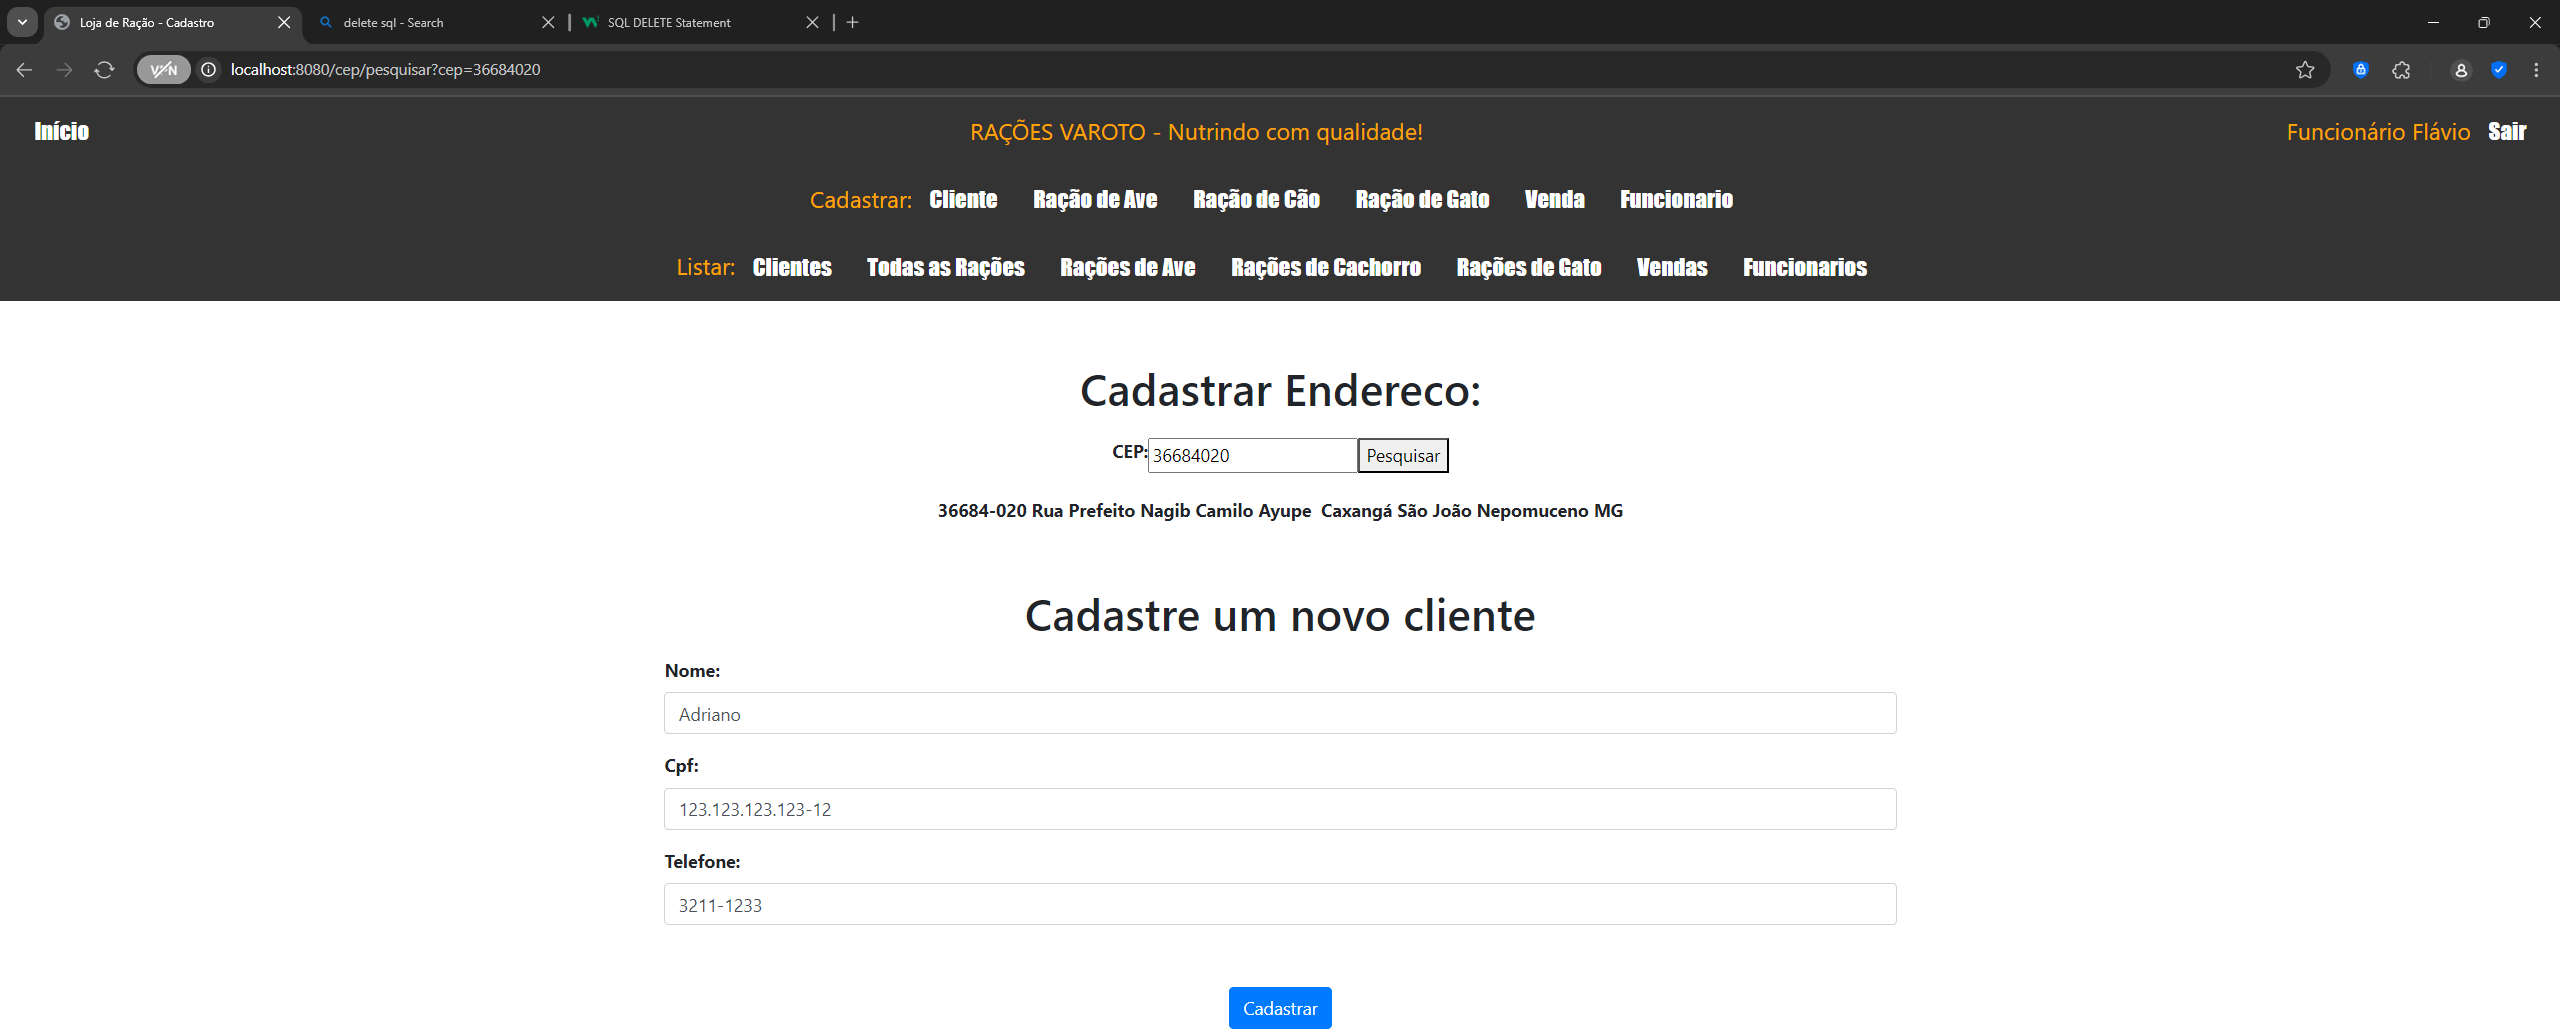 Loja de Ração - Cadastro
delete sql - Search
SQL DELETE Statement
VPN
localhost:8080/cep/pesquisar?cep=36684020
Início
RAÇÕES VAROTO - Nutrindo com qualidade!
Funcionário Flávio Sair
Cadastrar: Cliente Ração de Ave Ração de Cão Ração de Gato Venda Funcionario
Listar: Clientes Todas as Rações Rações de Ave Rações de Cachorro Rações de Gato Vendas Funcionarios
Cadastrar Endereco:
CEP: 36684020 Pesquisar
36684-020 Rua Prefeito Nagib Camilo Ayupe Caxangá São João Nepomuceno MG
Cadastre um novo cliente
Nome:
Adriano
Cpf:
123.123.123.123-12
Telefone:
3211-1233
Cadastrar